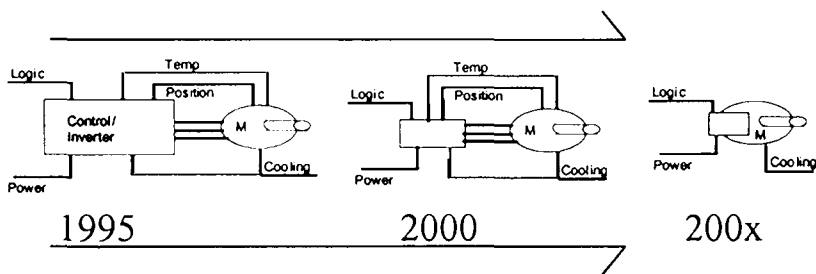 Logic
Temp
Position
Control/
Inverter
M
Power
Cooling
1995
Logic
Temp
Position
M
Power
Cooling
2000
Logic
M
Power
Cooling
200x